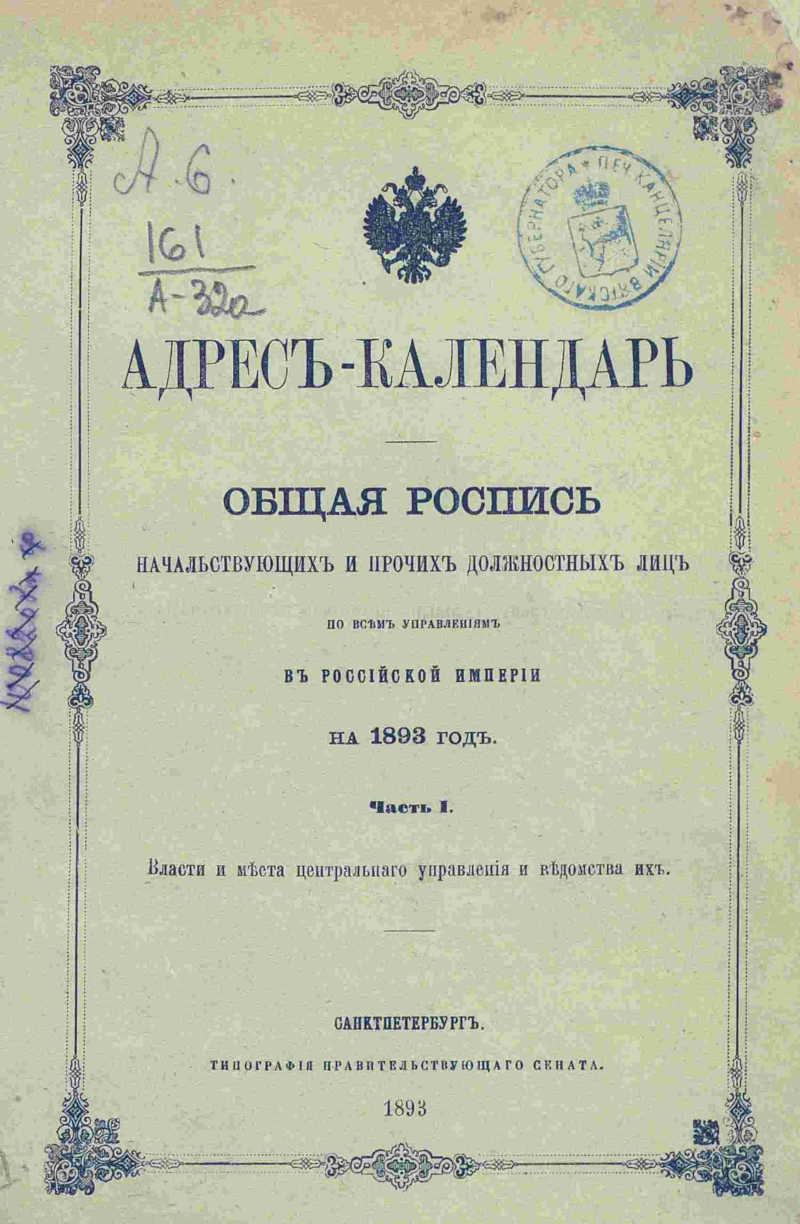 А.6.
161
А-32а
ПЕЧ. КАНЦЕЛЯРІИ ВЯТСКАГО ГУБЕРНАТОРА
АДРЕСЪ-КАЛЕНДАРЬ
ОБЩАЯ РОСПИСЬ
НАЧАЛЬСТВУЮЩИХЪ И ПРОЧИХЪ ДОЛЖНОСТНЫХЪ ЛИЦЪ
ПО ВСѢМЪ УПРАВЛЕНІЯМЪ
ВЪ РОССІЙСКОЙ ИМПЕРІИ
НА 1893 ГОДЪ.
Часть I.
Власти и мѣста центральнаго управленія и вѣдомства ихъ.
САНКТПЕТЕРБУРГЪ.
ТИПОГРАФІЯ ПРАВИТЕЛЬСТВУЮЩАГО СЕНАТА.
1893